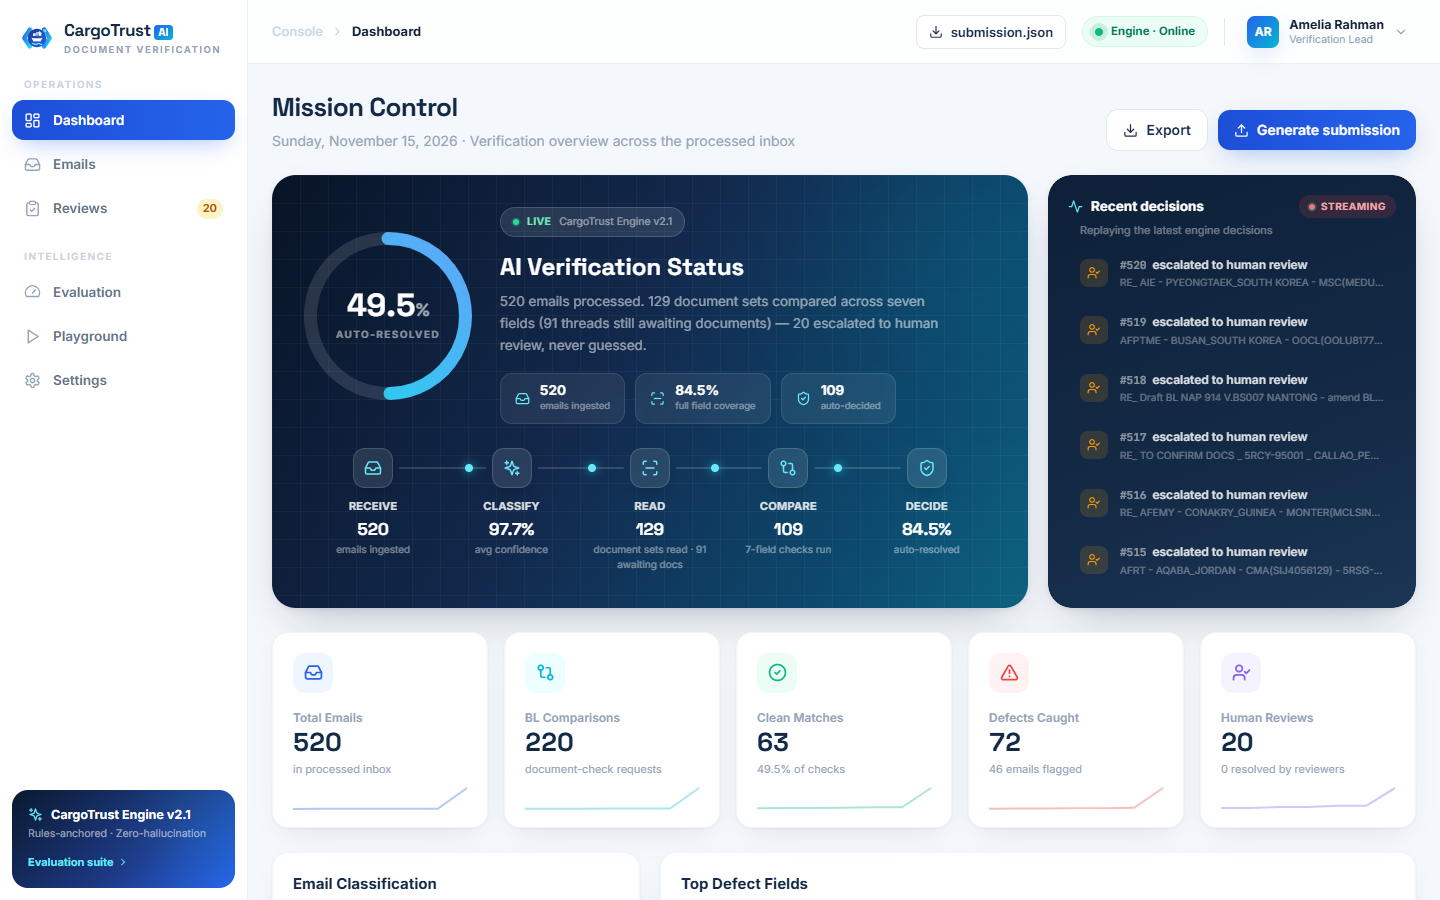 CargoTrust AI
DOCUMENT VERIFICATION
OPERATIONS
Dashboard
Emails
Reviews 20
INTELLIGENCE
Evaluation
Playground
Settings
CargoTrust Engine v2.1
Rules-anchored · Zero-hallucination
Evaluation suite
Console Dashboard
submission.json
Engine · Online
AR
Amelia Rahman
Verification Lead
Mission Control
Sunday, November 15, 2026 · Verification overview across the processed inbox
Export
Generate submission
49.5%
AUTO-RESOLVED
LIVE CargoTrust Engine v2.1
AI Verification Status
520 emails processed. 129 document sets compared across seven
fields (91 threads still awaiting documents) — 20 escalated to human
review, never guessed.
520
emails ingested
84.5%
full field coverage
109
auto-decided
RECEIVE
520
emails ingested
CLASSIFY
97.7%
avg confidence
READ
129
document sets read · 91
awaiting docs
COMPARE
109
7-field checks run
DECIDE
84.5%
auto-resolved
Recent decisions
STREAMING
Replaying the latest engine decisions
#520 escalated to human review
RE_ AIE - PYEONGTAEK_SOUTH KOREA - MSC(MEDU...
#519 escalated to human review
AFPTME - BUSAN_SOUTH KOREA - OOCL(OOLU8177...
#518 escalated to human review
RE_ Draft BL NAP 914 V.BS007 NANTONG - amend BL...
#517 escalated to human review
RE_ TO CONFIRM DOCS _ 5RCY-95001 _ CALLAO_PE...
#516 escalated to human review
RE_ AFEMY - CONAKRY_GUINEA - MONTER(MCLSIN...
#515 escalated to human review
AFRT - AQABA_JORDAN - CMA(SIJ4056129) - 5RSG-...
Total Emails
520
in processed inbox
BL Comparisons
220
document-check requests
Clean Matches
63
49.5% of checks
Defects Caught
72
46 emails flagged
Human Reviews
20
0 resolved by reviewers
Email Classification
Top Defect Fields